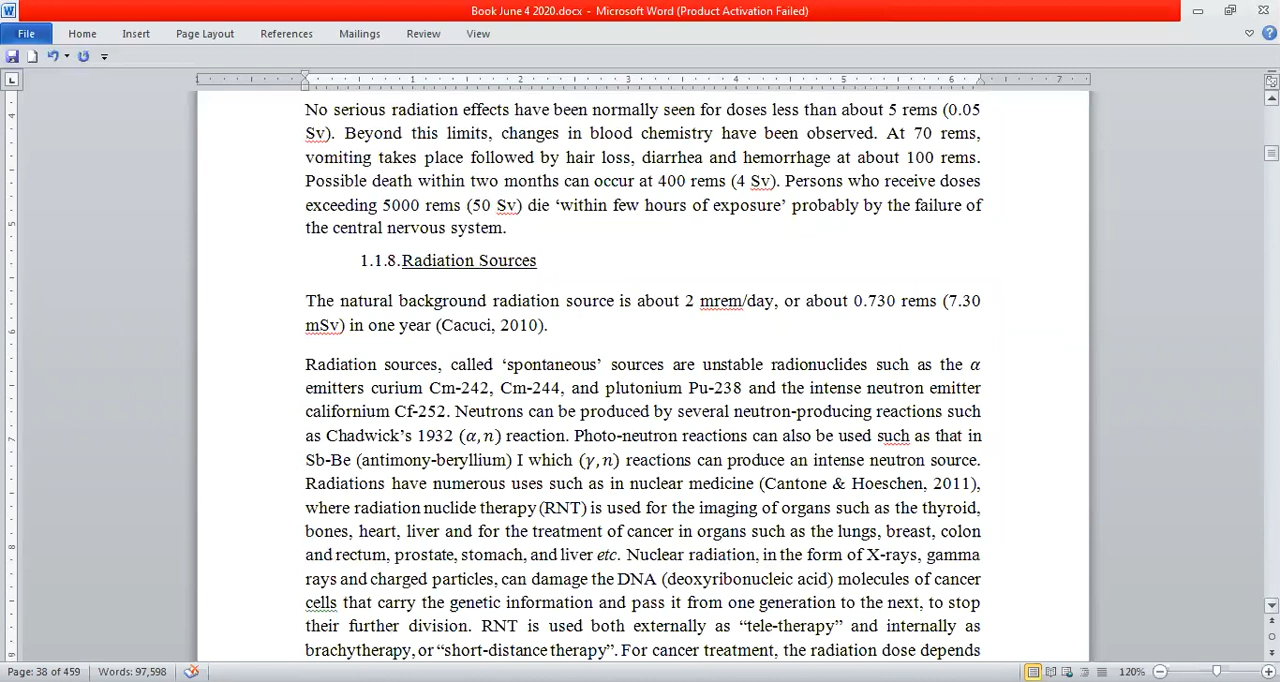 Book June 4 2020.docx - Microsoft Word (Product Activation Failed)
File Home Insert Page Layout References Mailings Review View
1 1 2 3 4 5 6 7
No serious radiation effects have been normally seen for doses less than about 5 rems (0.05
Sv). Beyond this limits, changes in blood chemistry have been observed. At 70 rems,
vomiting takes place followed by hair loss, diarrhea and hemorrhage at about 100 rems.
Possible death within two months can occur at 400 rems (4 Sv). Persons who receive doses
exceeding 5000 rems (50 Sv) die ‘within few hours of exposure’ probably by the failure of
the central nervous system.
1.1.8.Radiation Sources
The natural background radiation source is about 2 mrem/day, or about 0.730 rems (7.30
mSv) in one year (Cacuci, 2010).
Radiation sources, called ‘spontaneous’ sources are unstable radionuclides such as the α
emitters curium Cm-242, Cm-244, and plutonium Pu-238 and the intense neutron emitter
californium Cf-252. Neutrons can be produced by several neutron-producing reactions such
as Chadwick’s 1932 (α,n) reaction. Photo-neutron reactions can also be used such as that in
Sb-Be (antimony-beryllium) I which (γ,n) reactions can produce an intense neutron source.
Radiations have numerous uses such as in nuclear medicine (Cantone & Hoeschen, 2011),
where radiation nuclide therapy (RNT) is used for the imaging of organs such as the thyroid,
bones, heart, liver and for the treatment of cancer in organs such as the lungs, breast, colon
and rectum, prostate, stomach, and liver etc. Nuclear radiation, in the form of X-rays, gamma
rays and charged particles, can damage the DNA (deoxyribonucleic acid) molecules of cancer
cells that carry the genetic information and pass it from one generation to the next, to stop
their further division. RNT is used both externally as “tele-therapy” and internally as
brachytherapy, or “short-distance therapy”. For cancer treatment, the radiation dose depends
Page: 38 of 459 Words: 97,598 120%